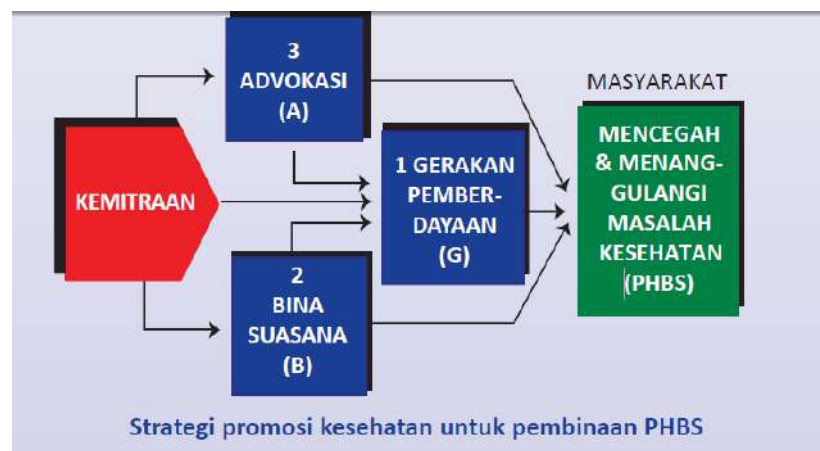 3
ADVOKASI
(A)
MASYARAKAT
KEMITRAAN
1 GERAKAN
PEMBER-
DAYAAN
(G)
MENCEGAH
& MENANG-
GULANGI
MASALAH
KESEHATAN
(PHBS)
2
BINA
SUASANA
(B)
Strategi promosi kesehatan untuk pembinaan PHBS